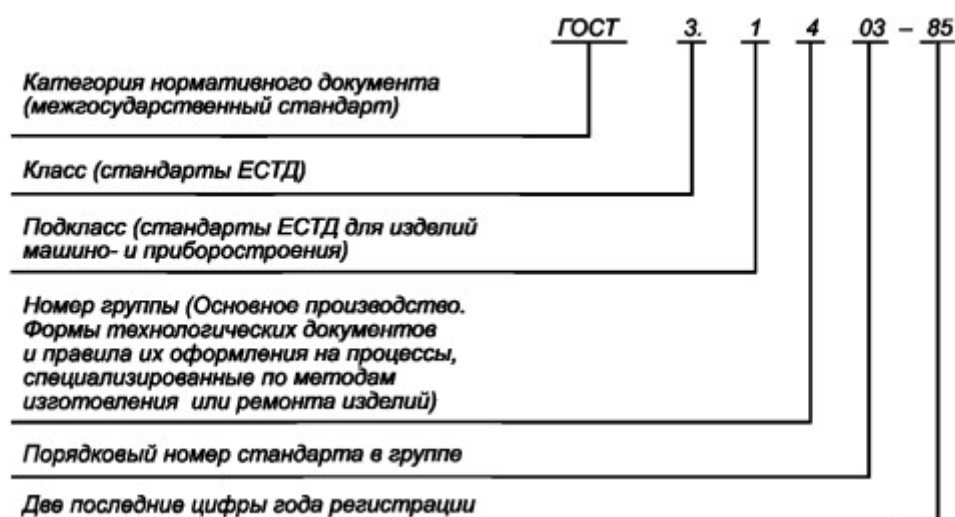 ГОСТ 3. 1 4 03 – 85
Категория нормативного документа
(межгосударственный стандарт)
Класс (стандарты ЕСТД)
Подкласс (стандарты ЕСТД для изделий
машино- и приборостроения)
Номер группы (Основное производство.
Формы технологических документов
и правила их оформления на процессы,
специализированные по методам
изготовления или ремонта изделий)
Порядковый номер стандарта в группе
Две последние цифры года регистрации